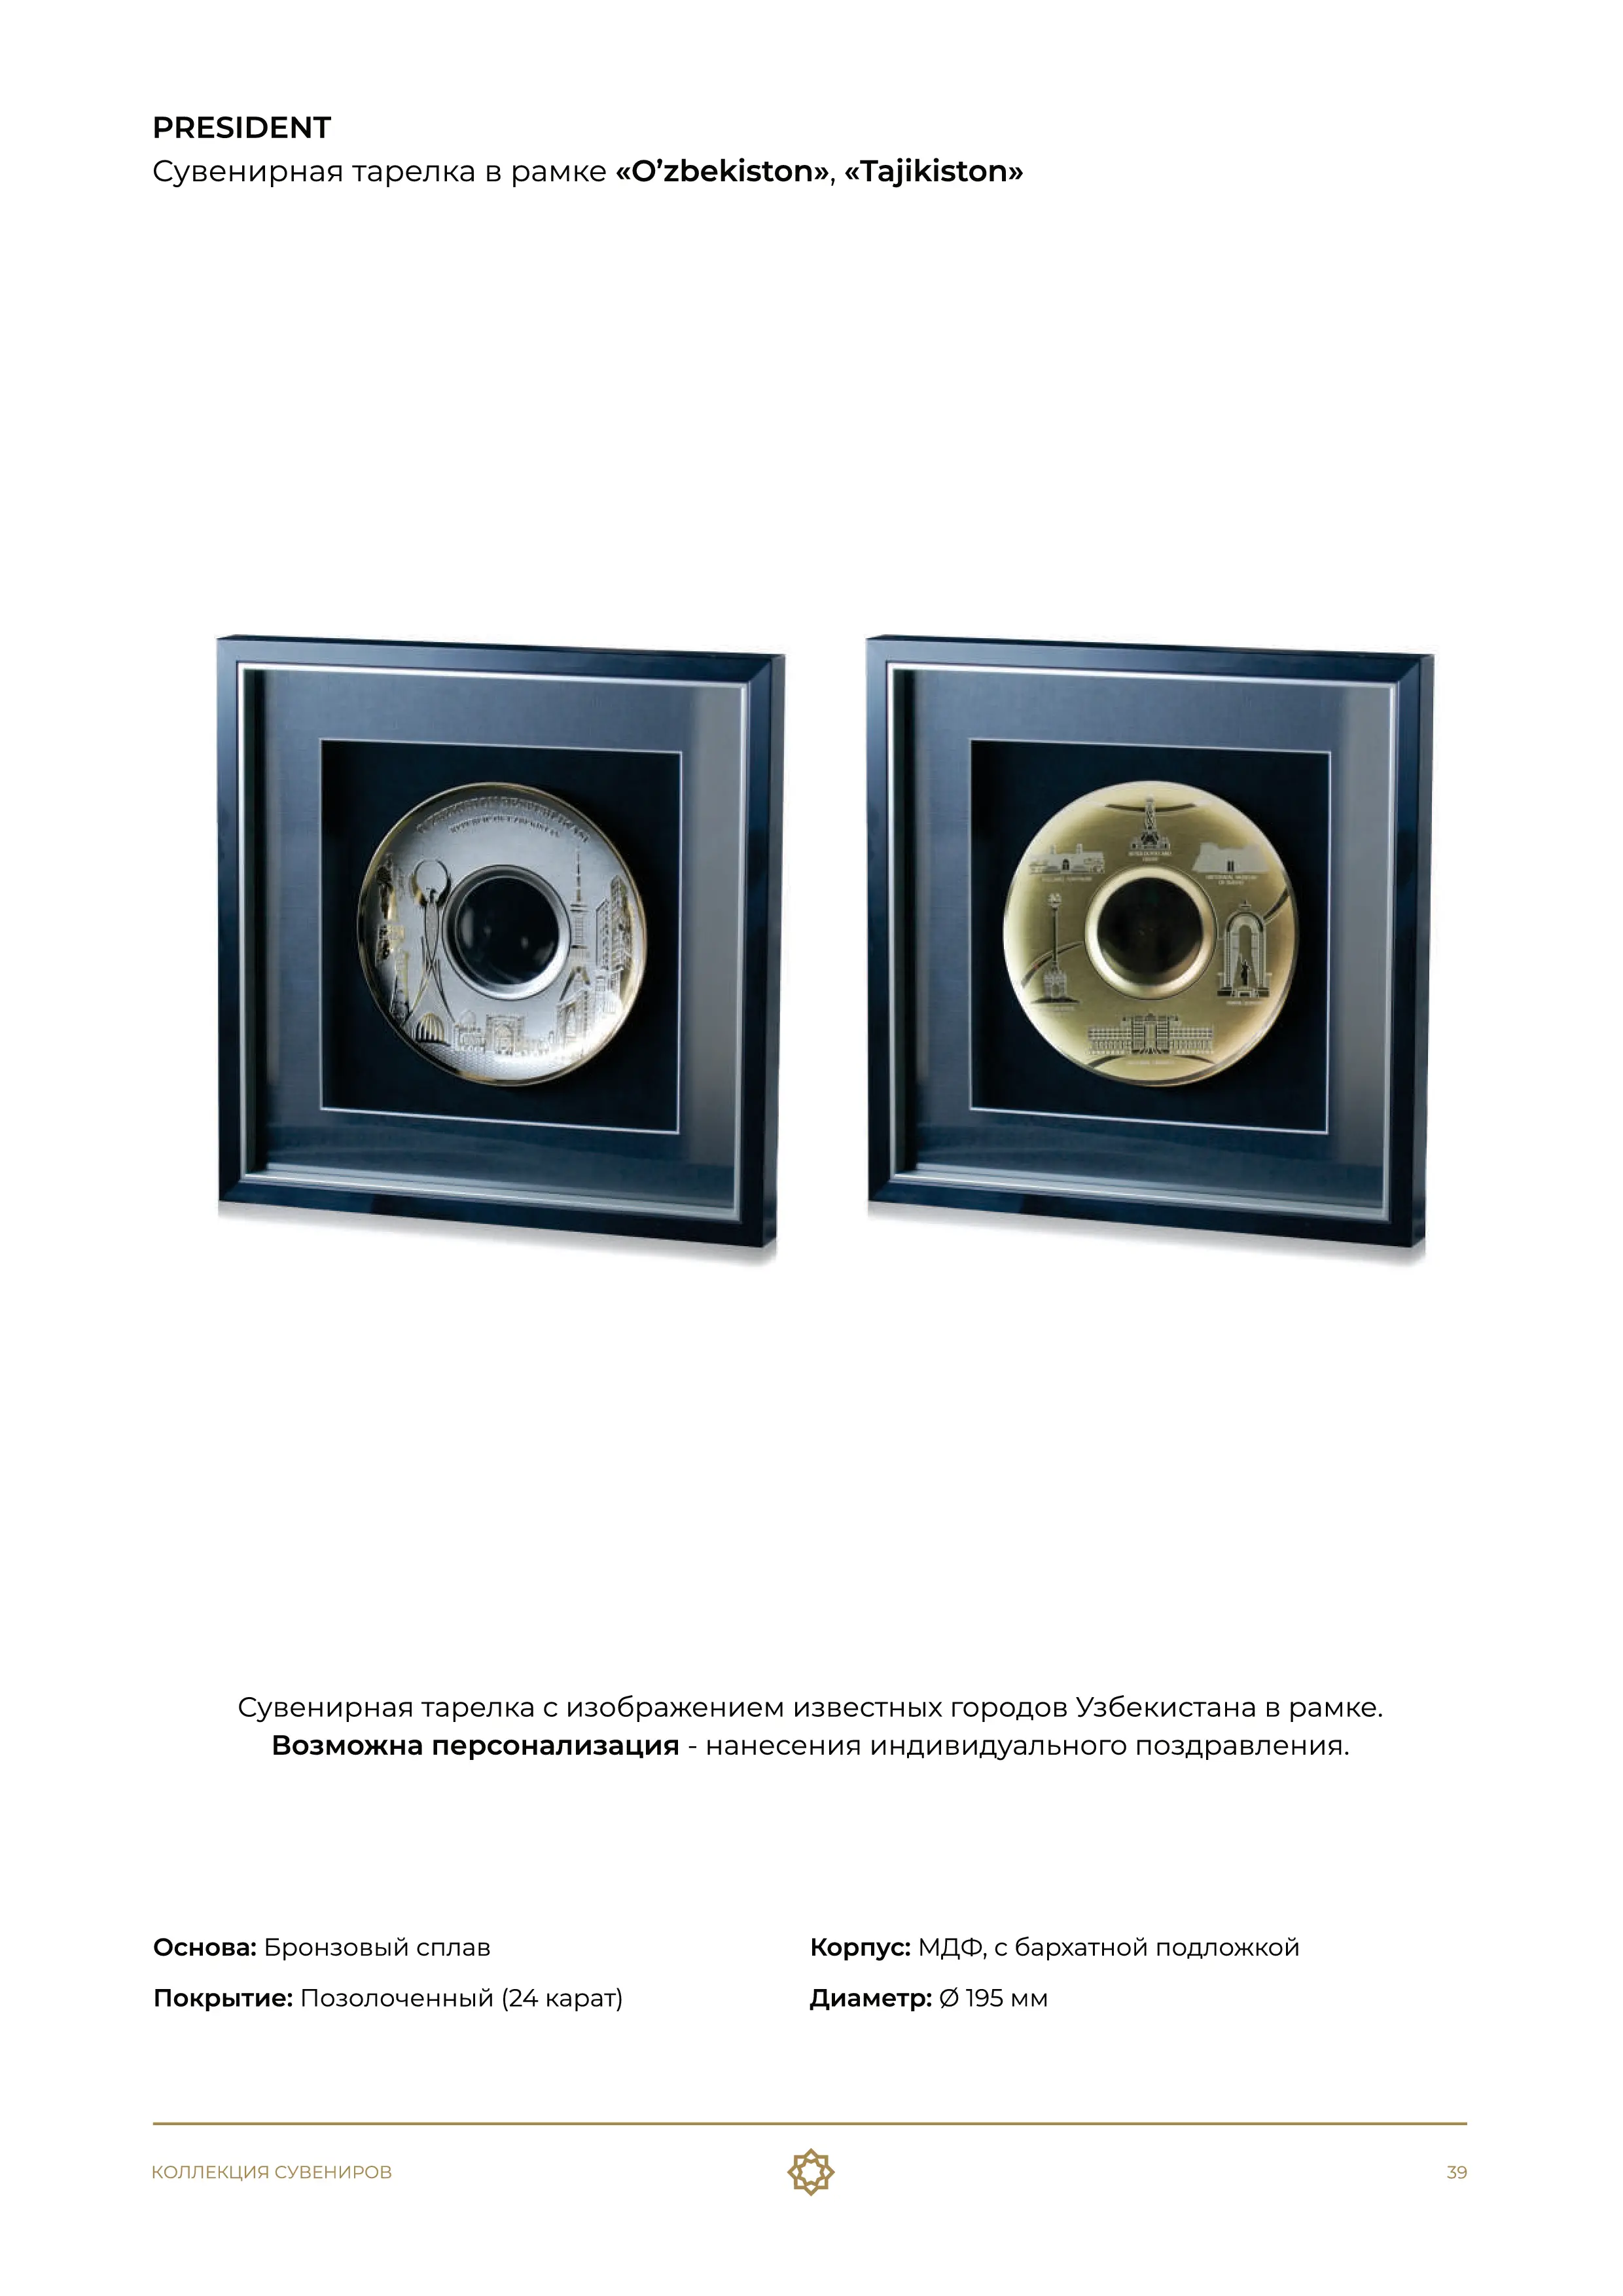 PRESIDENT
Сувенирная тарелка в рамке «O’zbekiston», «Tajikiston»
Сувенирная тарелка с изображением известных городов Узбекистана в рамке.
Возможна персонализация - нанесения индивидуального поздравления.
Основа: Бронзовый сплав
Покрытие: Позолоченный (24 карат)
Корпус: МДФ, с бархатной подложкой
Диаметр: Ø 195 мм
КОЛЛЕКЦИЯ СУВЕНИРОВ
39